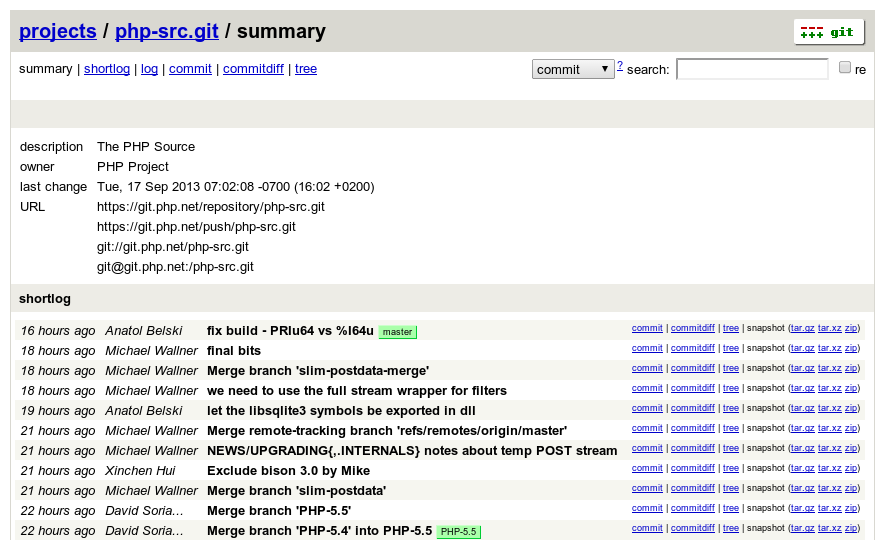 projects / php-src.git / summary
git
summary | shortlog | log | commit | commitdiff | tree
commit ? search: re
description The PHP Source
owner PHP Project
last change Tue, 17 Sep 2013 07:02:08 -0700 (16:02 +0200)
URL https://git.php.net/repository/php-src.git
https://git.php.net/push/php-src.git
git://git.php.net/php-src.git
git@git.php.net:/php-src.git
shortlog
16 hours ago Anatol Belski fix build - PRIu64 vs %I64u master commit | commitdiff | tree | snapshot (tar.gz tar.xz zip)
18 hours ago Michael Wallner final bits commit | commitdiff | tree | snapshot (tar.gz tar.xz zip)
18 hours ago Michael Wallner Merge branch 'slim-postdata-merge' commit | commitdiff | tree | snapshot (tar.gz tar.xz zip)
18 hours ago Michael Wallner we need to use the full stream wrapper for filters commit | commitdiff | tree | snapshot (tar.gz tar.xz zip)
19 hours ago Anatol Belski let the libsqlite3 symbols be exported in dll commit | commitdiff | tree | snapshot (tar.gz tar.xz zip)
21 hours ago Michael Wallner Merge remote-tracking branch 'refs/remotes/origin/master' commit | commitdiff | tree | snapshot (tar.gz tar.xz zip)
21 hours ago Michael Wallner NEWS/UPGRADING{,.INTERNALS} notes about temp POST stream commit | commitdiff | tree | snapshot (tar.gz tar.xz zip)
21 hours ago Xinchen Hui Exclude bison 3.0 by Mike commit | commitdiff | tree | snapshot (tar.gz tar.xz zip)
21 hours ago Michael Wallner Merge branch 'slim-postdata' commit | commitdiff | tree | snapshot (tar.gz tar.xz zip)
22 hours ago David Soria... Merge branch 'PHP-5.5' commit | commitdiff | tree | snapshot (tar.gz tar.xz zip)
22 hours ago David Soria... Merge branch 'PHP-5.4' into PHP-5.5 PHP-5.5 commit | commitdiff | tree | snapshot (tar.gz tar.xz zip)